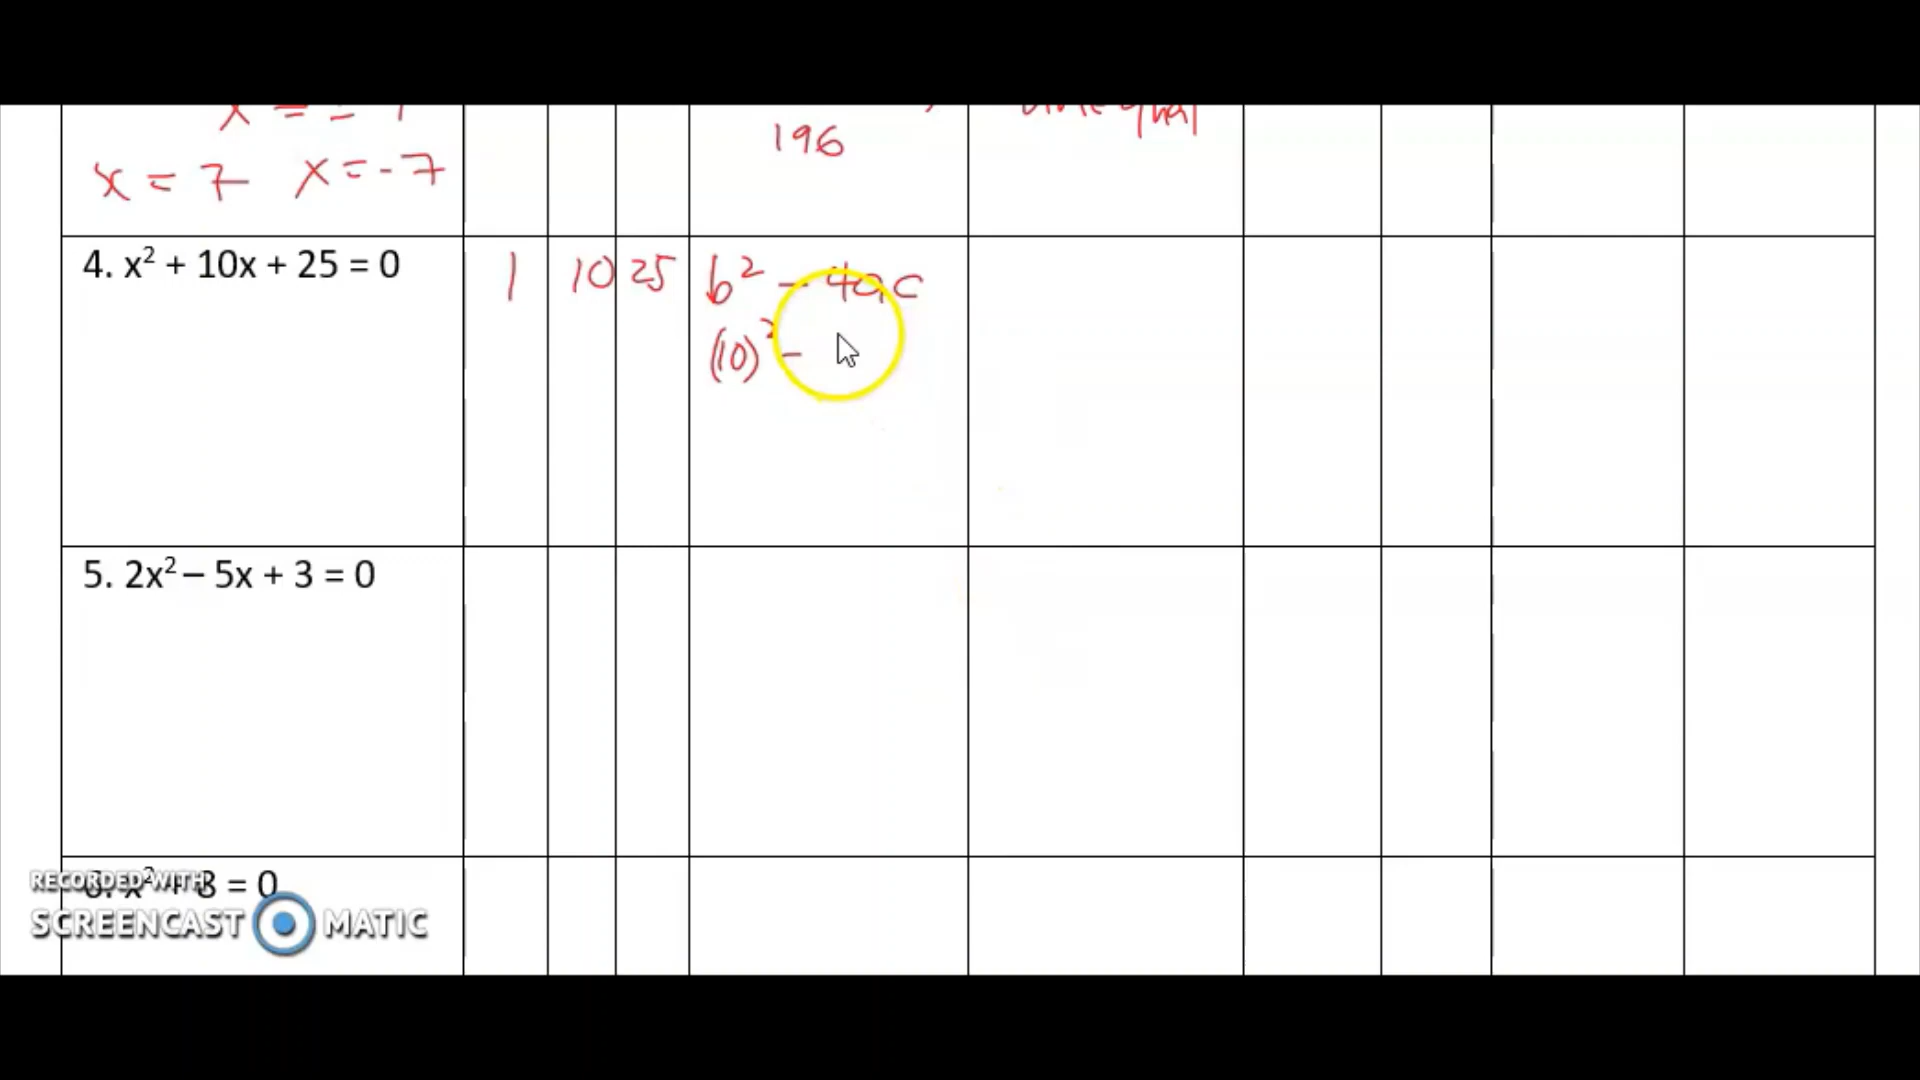 196
x = 7 x = -7
4. x² + 10x + 25 = 0 1 10 25 b² - 4ac
(10)² -
5. 2x² – 5x + 3 = 0
RECORDED WITH
= 0
SCREENCAST MATIC